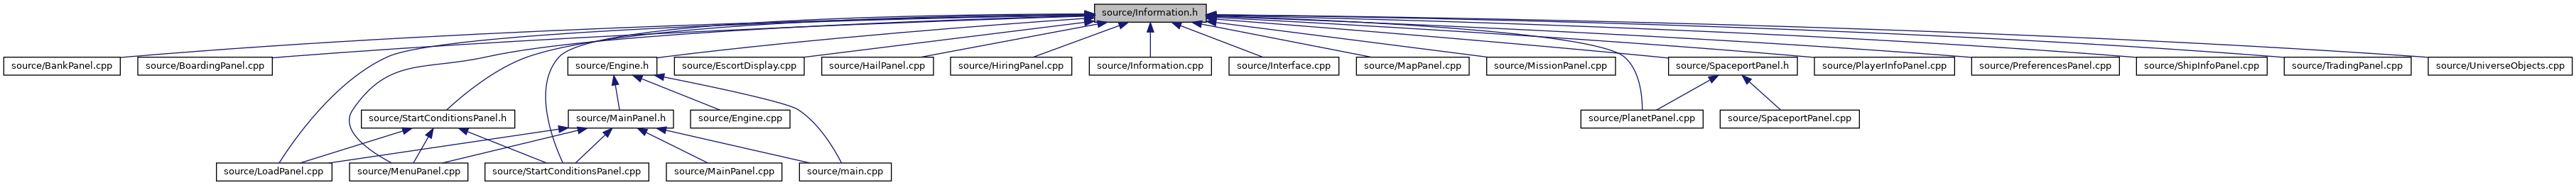 source/Information.h
source/BankPanel.cpp
source/BoardingPanel.cpp
source/Engine.h
source/EscortDisplay.cpp
source/HailPanel.cpp
source/HiringPanel.cpp
source/Information.cpp
source/Interface.cpp
source/MapPanel.cpp
source/MissionPanel.cpp
source/SpaceportPanel.h
source/PlayerInfoPanel.cpp
source/PreferencesPanel.cpp
source/ShipInfoPanel.cpp
source/TradingPanel.cpp
source/UniverseObjects.cpp
source/StartConditionsPanel.h
source/MainPanel.h
source/Engine.cpp
source/PlanetPanel.cpp
source/SpaceportPanel.cpp
source/LoadPanel.cpp
source/MenuPanel.cpp
source/StartConditionsPanel.cpp
source/MainPanel.cpp
source/main.cpp